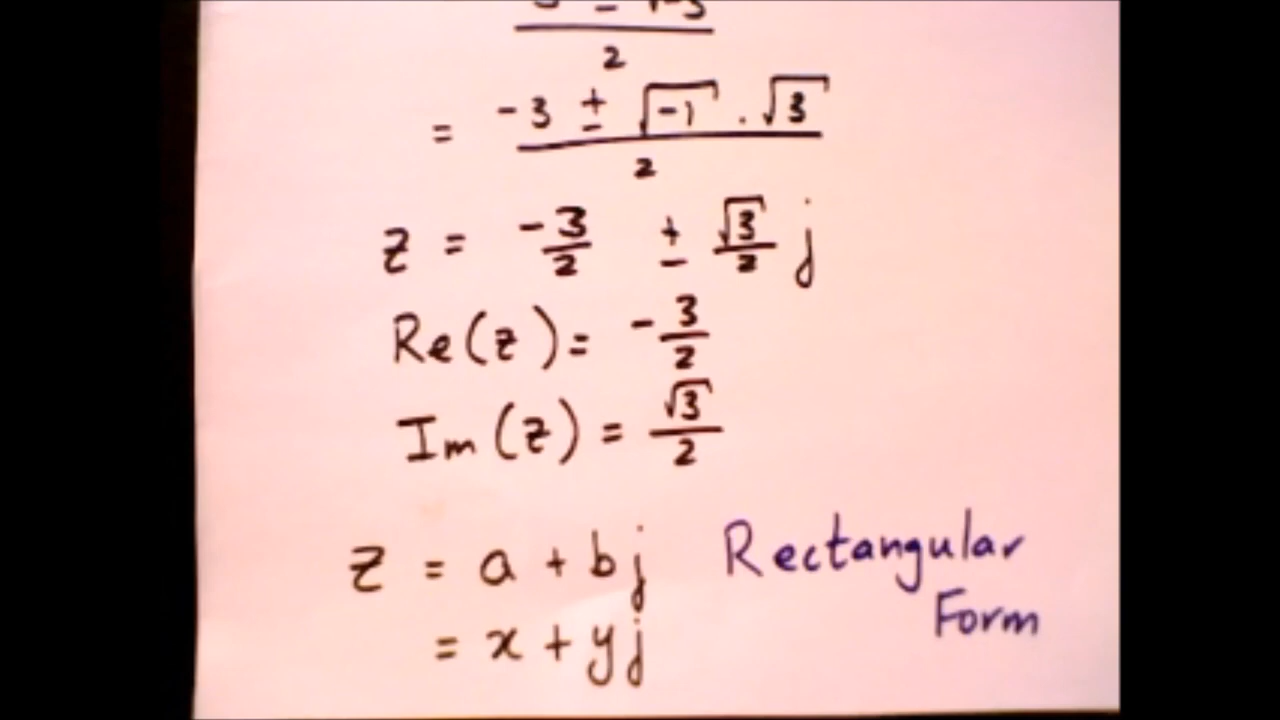 2
= -3 ± √-1 . √3
2
z = -3/2 ± √3/2 j
Re(z) = -3/2
Im(z) = √3/2
z = a + bj Rectangular
= x + yj Form